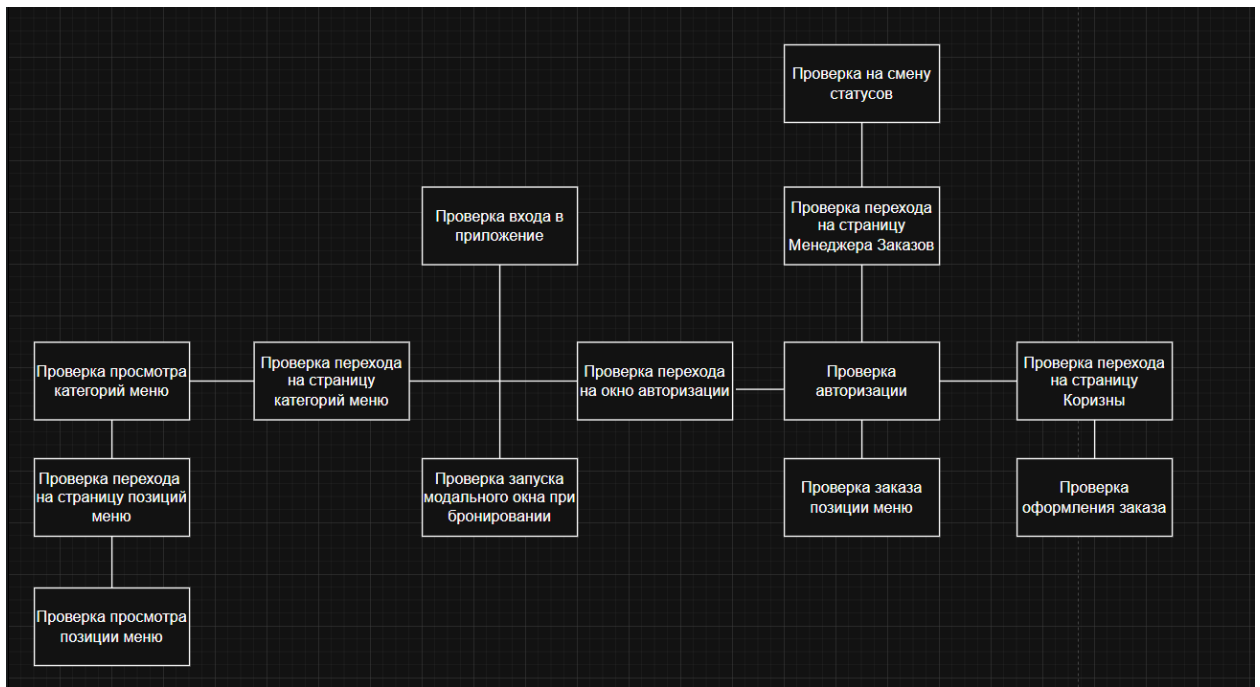 Проверка на смену
статусов
Проверка входа в
приложение
Проверка перехода
на страницу
Менеджера Заказов
Проверка просмотра
категорий меню
Проверка перехода
на страницу
категорий меню
Проверка перехода
на окно авторизации
Проверка
авторизации
Проверка перехода
на страницу
Коризны
Проверка перехода
на страницу позиций
меню
Проверка запуска
модального окна при
бронировании
Проверка заказа
позиции меню
Проверка
оформления заказа
Проверка просмотра
позиции меню